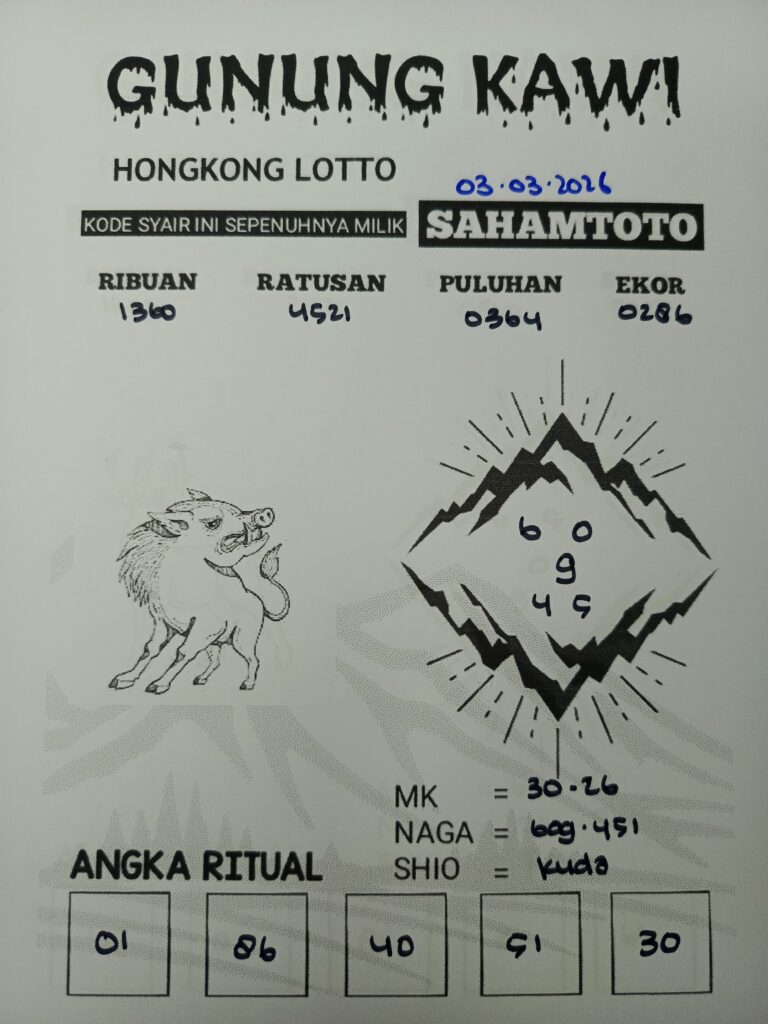 GUNUNG KAWI
HONGKONG LOTTO
03.03.2026
KODE SYAIR INI SEPENUHNYA MILIK SAHAMTOTO
RIBUAN RATUSAN PULUHAN EKOR
1360 4521 0364 0286
6 0
9
4 5
MK = 30.26
NAGA = 609.451
SHIO = Kuda
ANGKA RITUAL
01 86 40 51 30